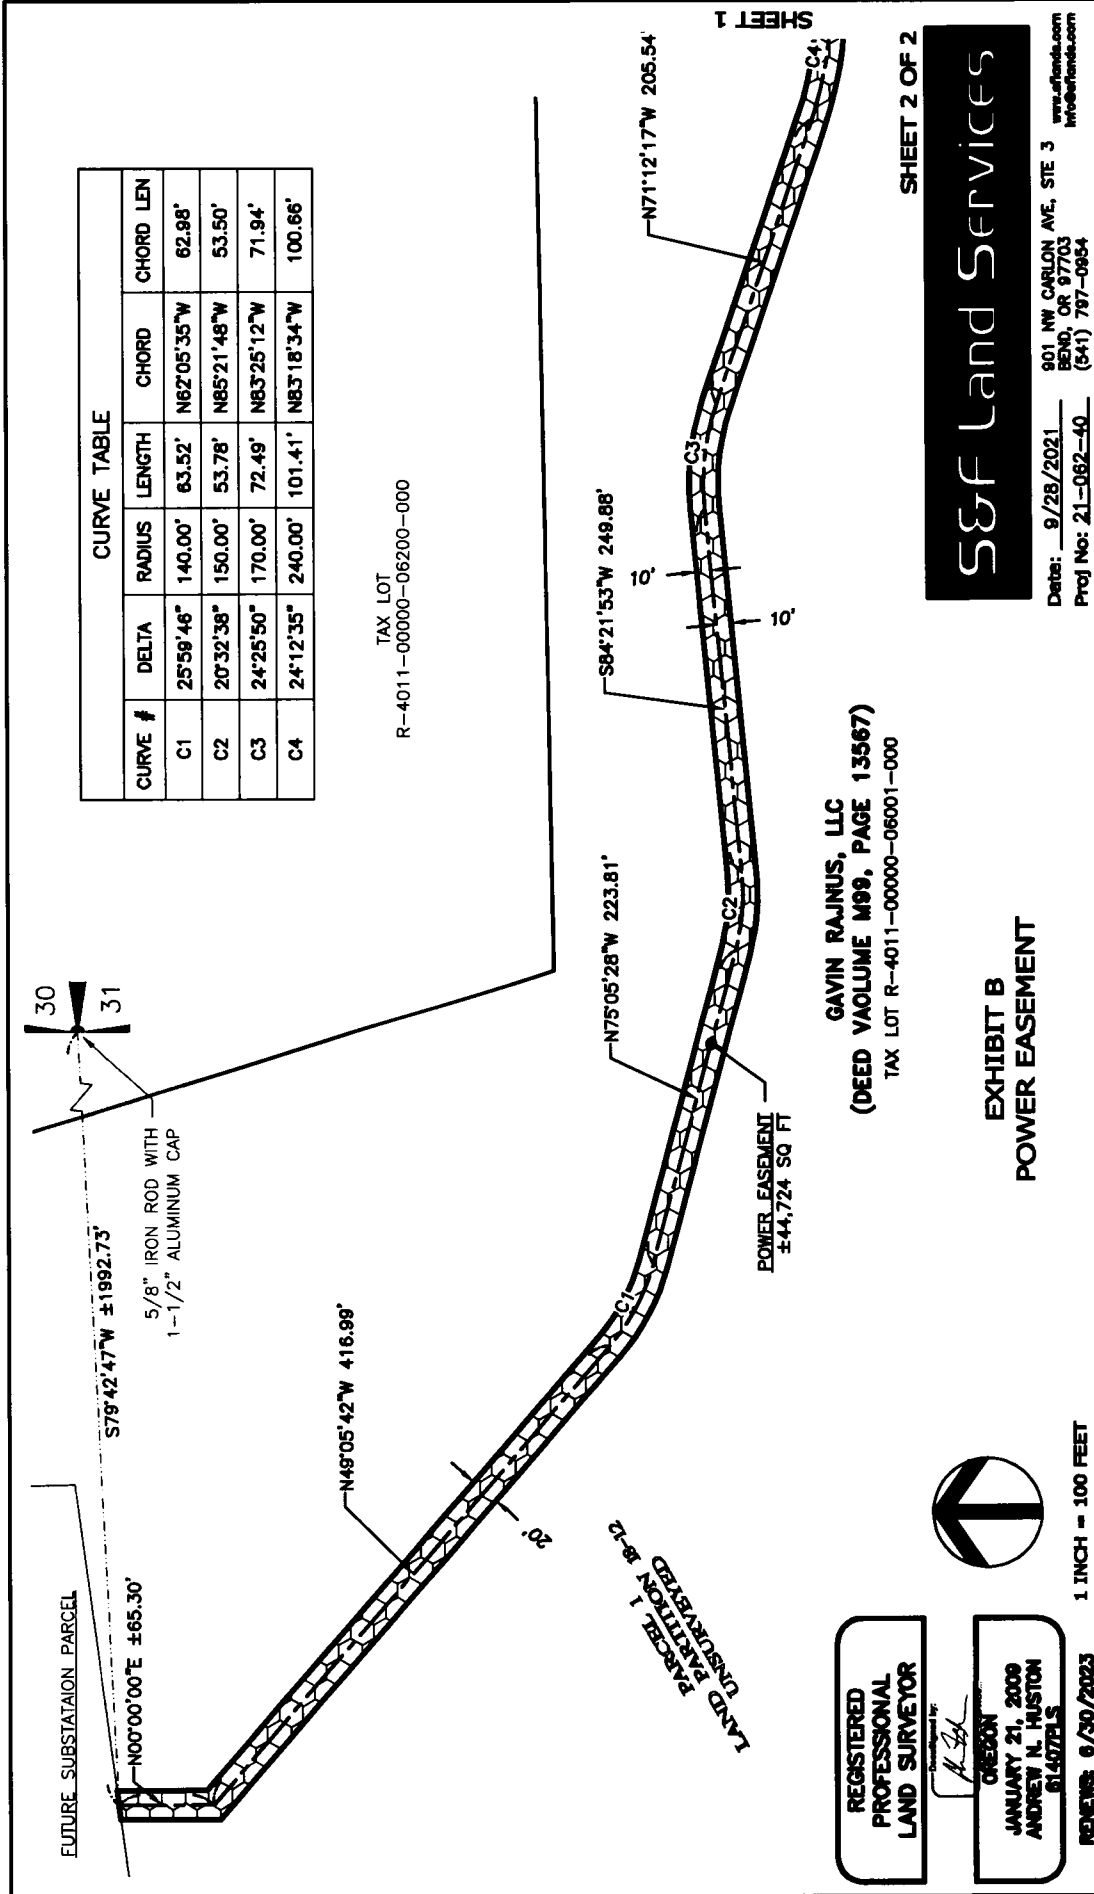 FUTURE SUBSTATAION PARCEL
N00°00'00"E ±65.30'
S79°42'47"W ±1992.73'
5/8" IRON ROD WITH
1-1/2" ALUMINUM CAP
30
31
CURVE TABLE
CURVE # DELTA RADIUS LENGTH CHORD CHORD LEN
C1 25°59'46" 140.00' 63.52' N62°05'35"W 62.98'
C2 20°32'38" 150.00' 53.78' N85°21'48"W 53.50'
C3 24°25'50" 170.00' 72.49' N83°25'12"W 71.94'
C4 24°12'35" 240.00' 101.41' N83°18'34"W 100.66'
TAX LOT
R-4011-00000-06200-000
N49°05'42"W 416.99'
20'
C1
N75°05'28"W 223.81'
C2
S84°21'53"W 249.88'
10'
10'
C3
N71°12'17"W 205.54'
C4
SHEET 1
POWER EASEMENT
±44,724 SQ FT
PARCEL 1
LAND PARTITION 18-12
UNSURVEYED
GAVIN RAJNUS, LLC
(DEED VAOLUME M99, PAGE 13567)
TAX LOT R-4011-00000-06001-000
REGISTERED
PROFESSIONAL
LAND SURVEYOR
DocuSigned by:
OREGON
JANUARY 21, 2009
ANDREW N. HUSTON
61407PLS
RENEWS: 6/30/2023
1 INCH = 100 FEET
EXHIBIT B
POWER EASEMENT
SHEET 2 OF 2
S&F Land Services
Date: 9/28/2021
Proj No: 21-062-40
901 NW CARLON AVE, STE 3
BEND, OR 97703
(541) 797-0954
www.sflands.com
info@sflands.com